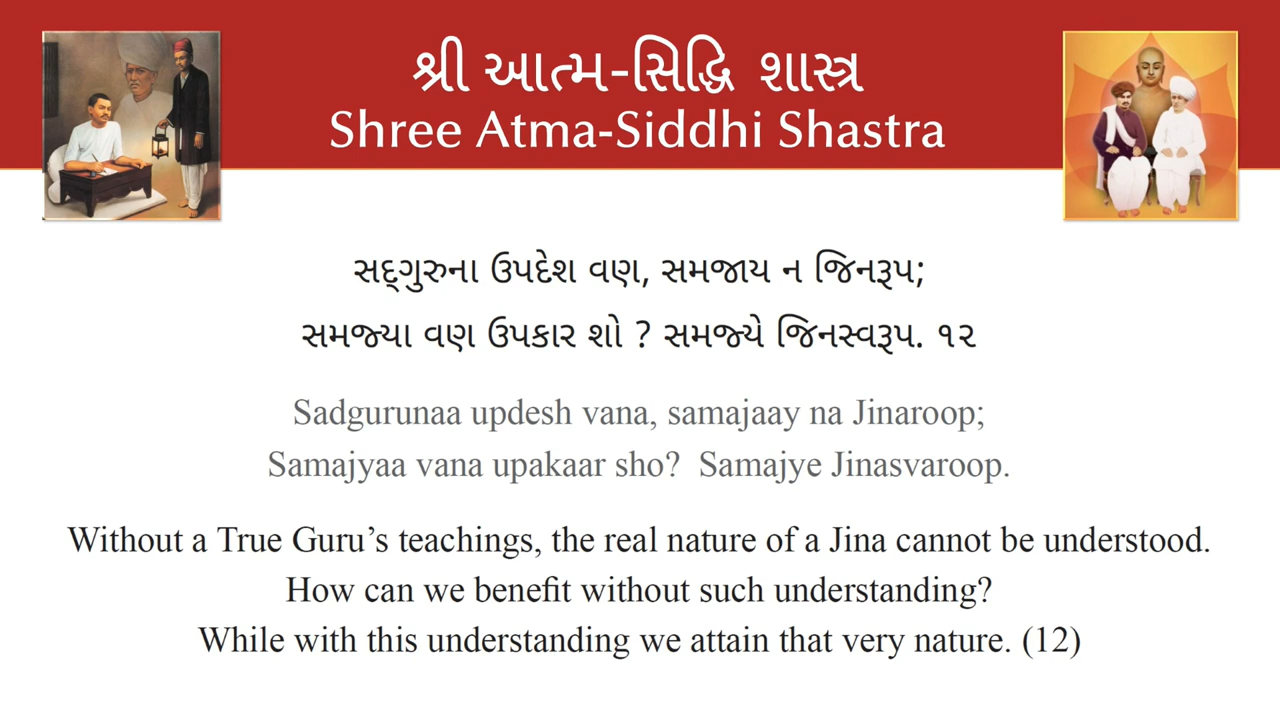 શ્રી આત્મ-સિદ્ધિ શાસ્ત્ર
Shree Atma-Siddhi Shastra
સદ્‌ગુરુના ઉપદેશ વણ, સમજાય ન જિનરૂપ;
સમજ્યા વણ ઉપકાર શો ? સમજ્યે જિનસ્વરૂપ. ૧૨
Sadgurunaa updesh vana, samajaay na Jinaroop;
Samajyaa vana upakaar sho? Samajye Jinasvaroop.
Without a True Guru’s teachings, the real nature of a Jina cannot be understood.
How can we benefit without such understanding?
While with this understanding we attain that very nature. (12)